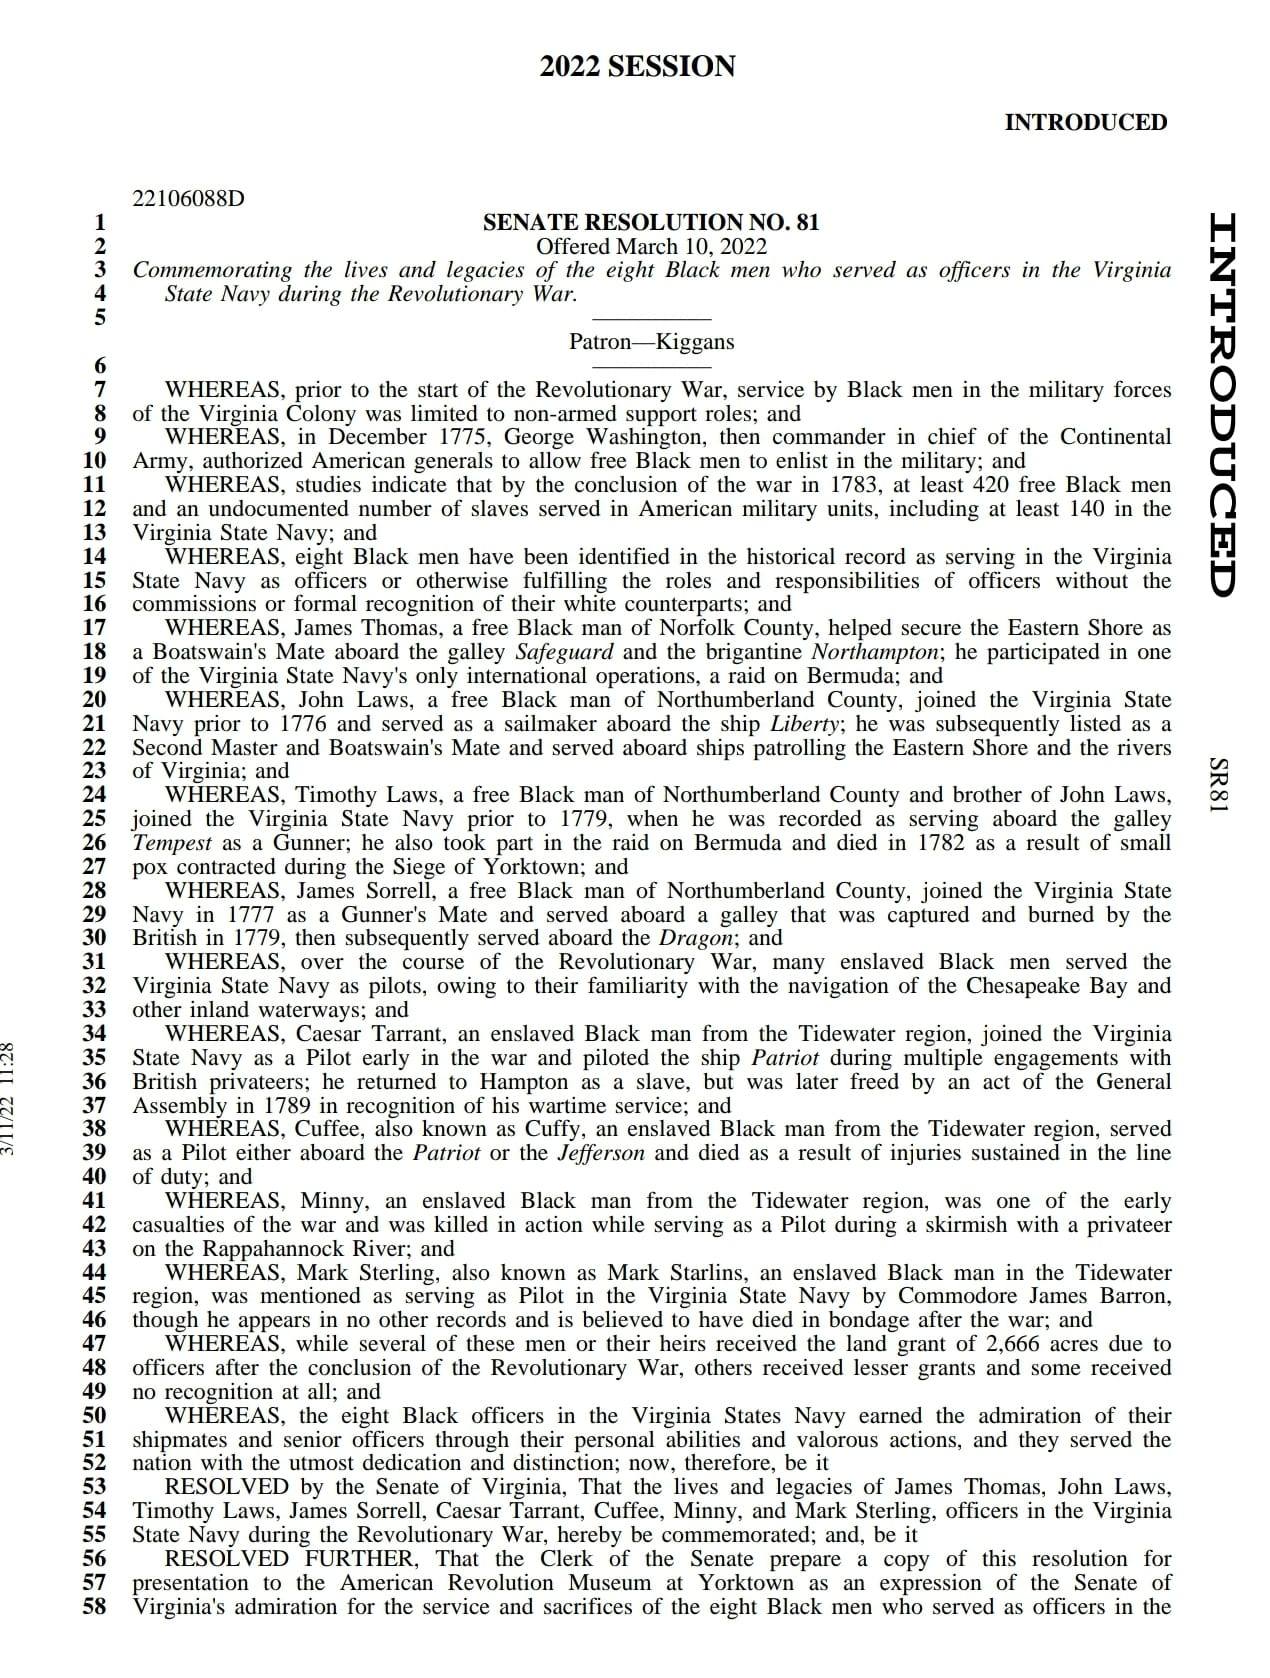 2022 SESSION
INTRODUCED
22106088D
1 SENATE RESOLUTION NO. 81
2 Offered March 10, 2022
3 Commemorating the lives and legacies of the eight Black men who served as officers in the Virginia
4 State Navy during the Revolutionary War.
5
Patron—Kiggans
6
7 WHEREAS, prior to the start of the Revolutionary War, service by Black men in the military forces
8 of the Virginia Colony was limited to non-armed support roles; and
9 WHEREAS, in December 1775, George Washington, then commander in chief of the Continental
10 Army, authorized American generals to allow free Black men to enlist in the military; and
11 WHEREAS, studies indicate that by the conclusion of the war in 1783, at least 420 free Black men
12 and an undocumented number of slaves served in American military units, including at least 140 in the
13 Virginia State Navy; and
14 WHEREAS, eight Black men have been identified in the historical record as serving in the Virginia
15 State Navy as officers or otherwise fulfilling the roles and responsibilities of officers without the
16 commissions or formal recognition of their white counterparts; and
17 WHEREAS, James Thomas, a free Black man of Norfolk County, helped secure the Eastern Shore as
18 a Boatswain's Mate aboard the galley Safeguard and the brigantine Northampton; he participated in one
19 of the Virginia State Navy's only international operations, a raid on Bermuda; and
20 WHEREAS, John Laws, a free Black man of Northumberland County, joined the Virginia State
21 Navy prior to 1776 and served as a sailmaker aboard the ship Liberty; he was subsequently listed as a
22 Second Master and Boatswain's Mate and served aboard ships patrolling the Eastern Shore and the rivers
23 of Virginia; and
24 WHEREAS, Timothy Laws, a free Black man of Northumberland County and brother of John Laws,
25 joined the Virginia State Navy prior to 1779, when he was recorded as serving aboard the galley
26 Tempest as a Gunner; he also took part in the raid on Bermuda and died in 1782 as a result of small
27 pox contracted during the Siege of Yorktown; and
28 WHEREAS, James Sorrell, a free Black man of Northumberland County, joined the Virginia State
29 Navy in 1777 as a Gunner's Mate and served aboard a galley that was captured and burned by the
30 British in 1779, then subsequently served aboard the Dragon; and
31 WHEREAS, over the course of the Revolutionary War, many enslaved Black men served the
32 Virginia State Navy as pilots, owing to their familiarity with the navigation of the Chesapeake Bay and
33 other inland waterways; and
34 WHEREAS, Caesar Tarrant, an enslaved Black man from the Tidewater region, joined the Virginia
35 State Navy as a Pilot early in the war and piloted the ship Patriot during multiple engagements with
36 British privateers; he returned to Hampton as a slave, but was later freed by an act of the General
37 Assembly in 1789 in recognition of his wartime service; and
38 WHEREAS, Cuffee, also known as Cuffy, an enslaved Black man from the Tidewater region, served
39 as a Pilot either aboard the Patriot or the Jefferson and died as a result of injuries sustained in the line
40 of duty; and
41 WHEREAS, Minny, an enslaved Black man from the Tidewater region, was one of the early
42 casualties of the war and was killed in action while serving as a Pilot during a skirmish with a privateer
43 on the Rappahannock River; and
44 WHEREAS, Mark Sterling, also known as Mark Starlins, an enslaved Black man in the Tidewater
45 region, was mentioned as serving as Pilot in the Virginia State Navy by Commodore James Barron,
46 though he appears in no other records and is believed to have died in bondage after the war; and
47 WHEREAS, while several of these men or their heirs received the land grant of 2,666 acres due to
48 officers after the conclusion of the Revolutionary War, others received lesser grants and some received
49 no recognition at all; and
50 WHEREAS, the eight Black officers in the Virginia States Navy earned the admiration of their
51 shipmates and senior officers through their personal abilities and valorous actions, and they served the
52 nation with the utmost dedication and distinction; now, therefore, be it
53 RESOLVED by the Senate of Virginia, That the lives and legacies of James Thomas, John Laws,
54 Timothy Laws, James Sorrell, Caesar Tarrant, Cuffee, Minny, and Mark Sterling, officers in the Virginia
55 State Navy during the Revolutionary War, hereby be commemorated; and, be it
56 RESOLVED FURTHER, That the Clerk of the Senate prepare a copy of this resolution for
57 presentation to the American Revolution Museum at Yorktown as an expression of the Senate of
58 Virginia's admiration for the service and sacrifices of the eight Black men who served as officers in the
INTRODUCED
SR81
3/11/22 11:28